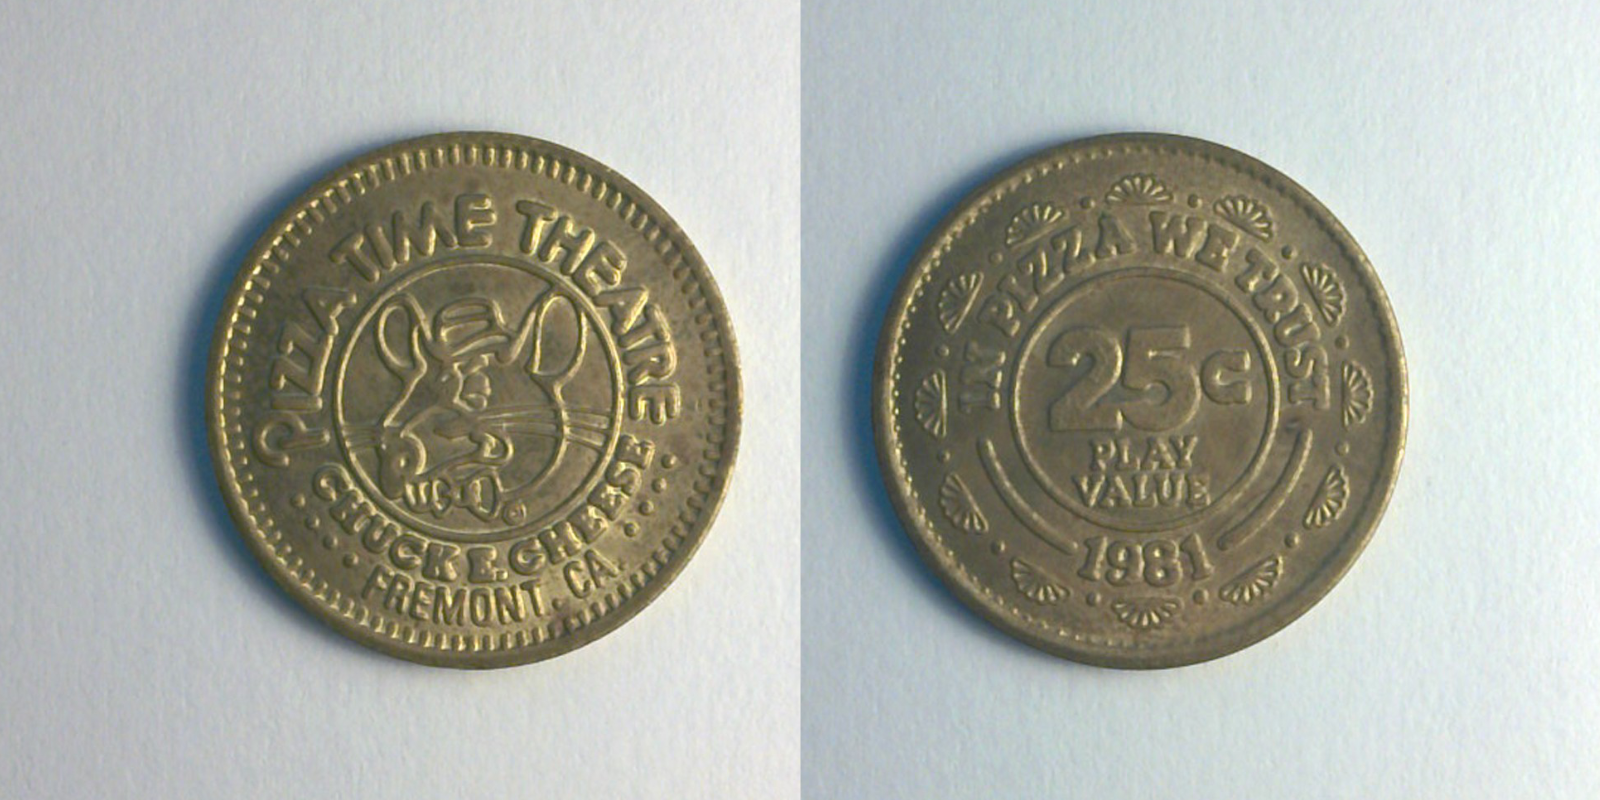 PIZZA TIME THEATRE
CHUCK E. CHEESE
FREMONT, CA.
IN PIZZA WE TRUST
25¢
PLAY
VALUE
1981